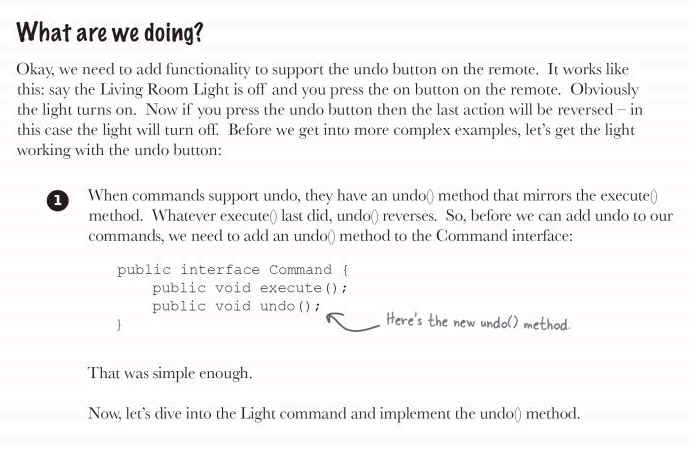 What are we doing?
Okay, we need to add functionality to support the undo button on the remote. It works like
this: say the Living Room Light is off and you press the on button on the remote. Obviously
the light turns on. Now if you press the undo button then the last action will be reversed – in
this case the light will turn off. Before we get into more complex examples, let's get the light
working with the undo button:
1 When commands support undo, they have an undo() method that mirrors the execute()
method. Whatever execute() last did, undo() reverses. So, before we can add undo to our
commands, we need to add an undo() method to the Command interface:
public interface Command {
public void execute();
public void undo();
}
Here's the new undo() method.
That was simple enough.
Now, let's dive into the Light command and implement the undo() method.